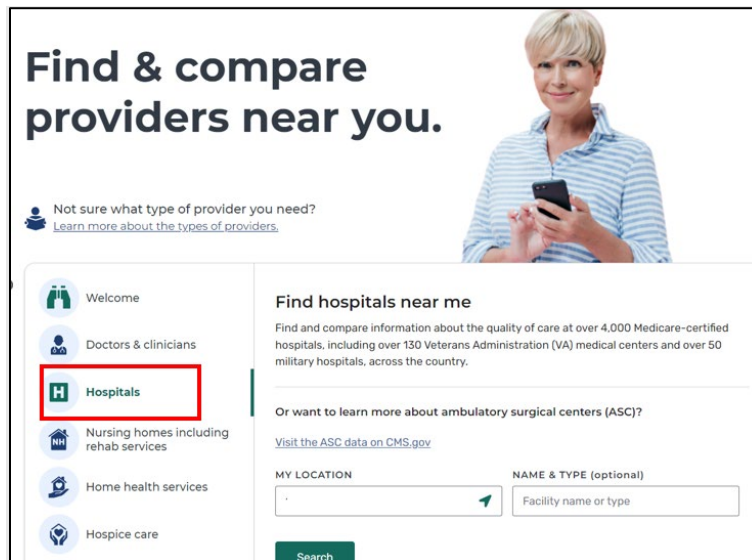 Find & compare
providers near you.
Not sure what type of provider you need?
Learn more about the types of providers.
Welcome
Doctors & clinicians
H
Hospitals
NH
Nursing homes including
rehab services
Home health services
Hospice care
Find hospitals near me
Find and compare information about the quality of care at over 4,000 Medicare-certified
hospitals, including over 130 Veterans Administration (VA) medical centers and over 50
military hospitals, across the country.
Or want to learn more about ambulatory surgical centers (ASC)?
Visit the ASC data on CMS.gov
MY LOCATION
NAME & TYPE (optional)
Facility name or type
Search